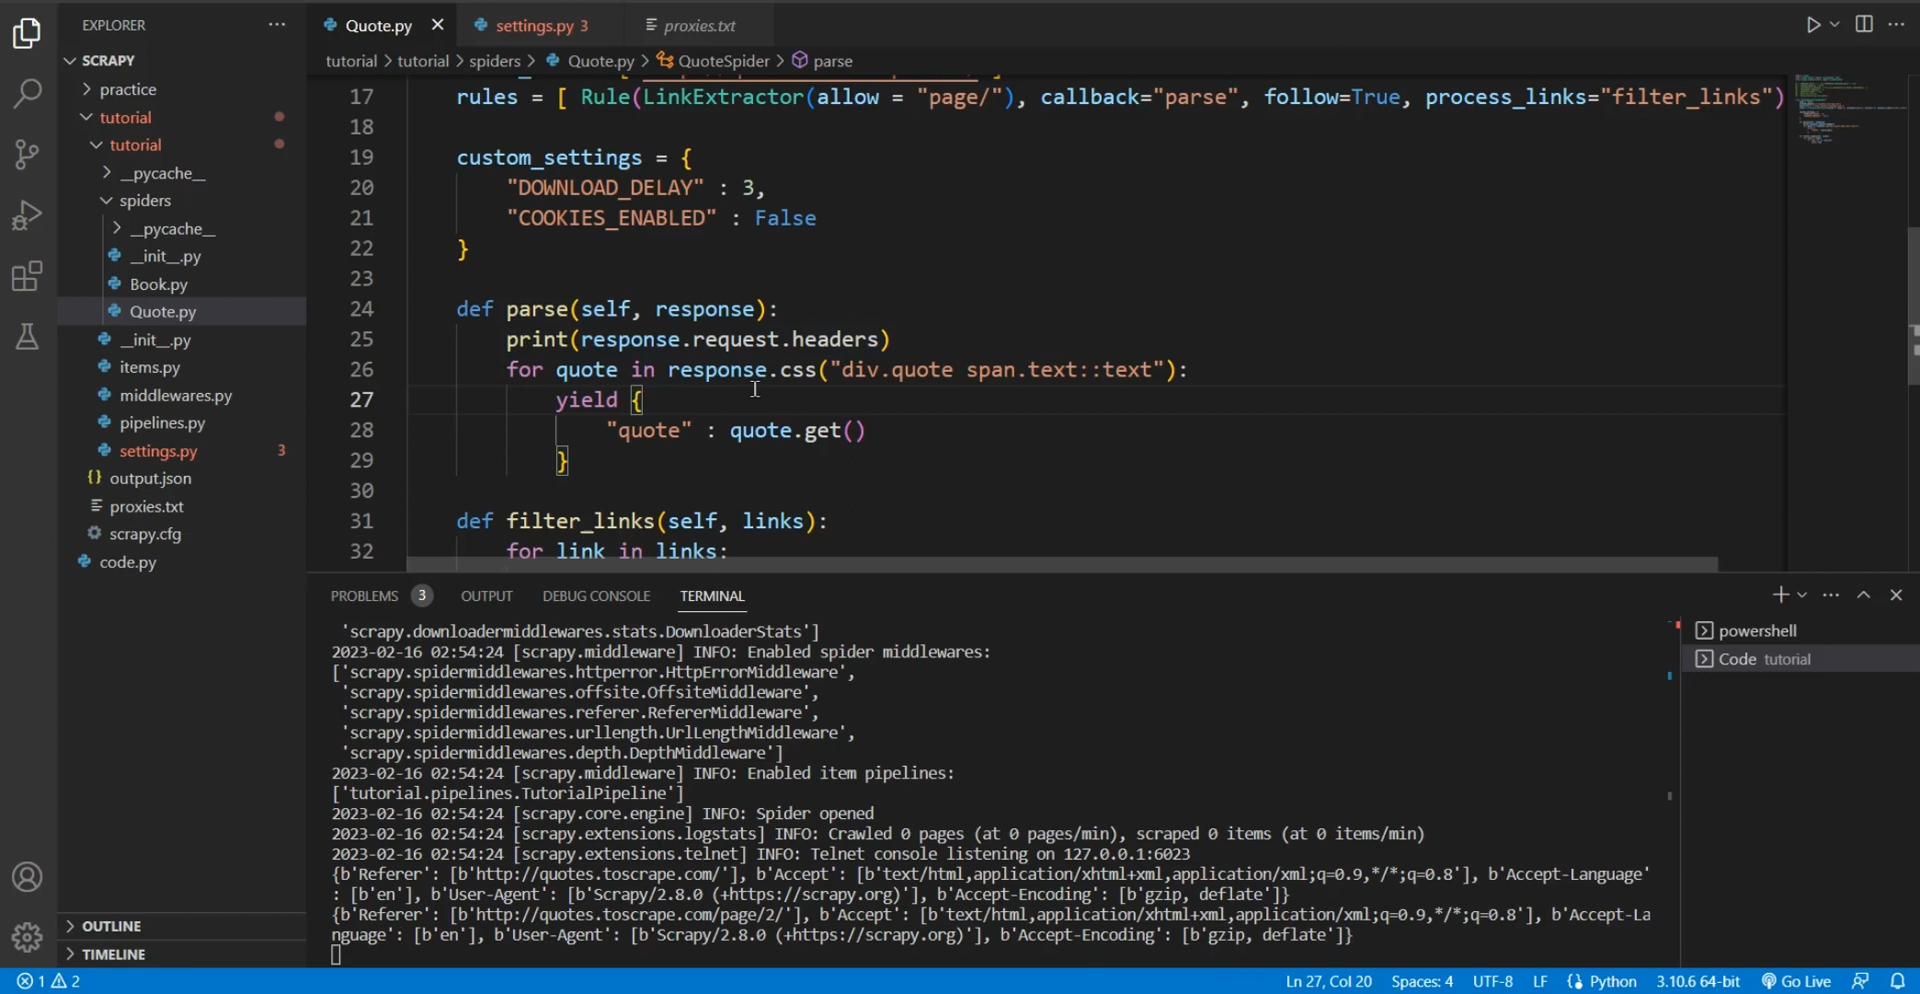 EXPLORER
Quote.py
settings.py 3
proxies.txt
SCRAPY
tutorial > tutorial > spiders > Quote.py > QuoteSpider > parse
practice
tutorial
tutorial
__pycache__
spiders
__pycache__
__init__.py
Book.py
Quote.py
__init__.py
items.py
middlewares.py
pipelines.py
settings.py 3
output.json
proxies.txt
scrapy.cfg
code.py
OUTLINE
TIMELINE
17 rules = [ Rule(LinkExtractor(allow = "page/"), callback="parse", follow=True, process_links="filter_links")
18
19 custom_settings = {
20 "DOWNLOAD_DELAY" : 3,
21 "COOKIES_ENABLED" : False
22 }
23
24 def parse(self, response):
25 print(response.request.headers)
26 for quote in response.css("div.quote span.text::text"):
27 yield {
28 "quote" : quote.get()
29 }
30
31 def filter_links(self, links):
32 for link in links:
PROBLEMS 3 OUTPUT DEBUG CONSOLE TERMINAL
powershell
Code tutorial
'scrapy.downloadermiddlewares.stats.DownloaderStats']
2023-02-16 02:54:24 [scrapy.middleware] INFO: Enabled spider middlewares:
['scrapy.spidermiddlewares.httperror.HttpErrorMiddleware',
'scrapy.spidermiddlewares.offsite.OffsiteMiddleware',
'scrapy.spidermiddlewares.referer.RefererMiddleware',
'scrapy.spidermiddlewares.urllength.UrlLengthMiddleware',
'scrapy.spidermiddlewares.depth.DepthMiddleware']
2023-02-16 02:54:24 [scrapy.middleware] INFO: Enabled item pipelines:
['tutorial.pipelines.TutorialPipeline']
2023-02-16 02:54:24 [scrapy.core.engine] INFO: Spider opened
2023-02-16 02:54:24 [scrapy.extensions.logstats] INFO: Crawled 0 pages (at 0 pages/min), scraped 0 items (at 0 items/min)
2023-02-16 02:54:24 [scrapy.extensions.telnet] INFO: Telnet console listening on 127.0.0.1:6023
{b'Referer': [b'http://quotes.toscrape.com/'], b'Accept': [b'text/html,application/xhtml+xml,application/xml;q=0.9,*/*;q=0.8'], b'Accept-Language'
: [b'en'], b'User-Agent': [b'Scrapy/2.8.0 (+https://scrapy.org)'], b'Accept-Encoding': [b'gzip, deflate']}
{b'Referer': [b'http://quotes.toscrape.com/page/2/'], b'Accept': [b'text/html,application/xhtml+xml,application/xml;q=0.9,*/*;q=0.8'], b'Accept-La
nguage': [b'en'], b'User-Agent': [b'Scrapy/2.8.0 (+https://scrapy.org)'], b'Accept-Encoding': [b'gzip, deflate']}
1 2
Ln 27, Col 20 Spaces: 4 UTF-8 LF Python 3.10.6 64-bit Go Live